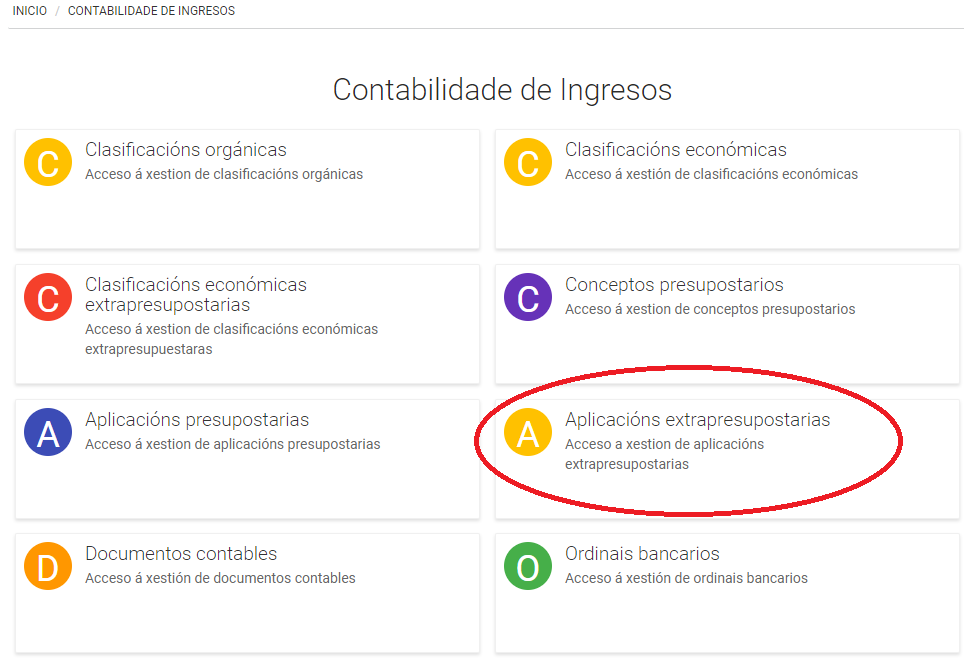 INICIO / CONTABILIDADE DE INGRESOS
Contabilidade de Ingresos
C
Clasificacións orgánicas
Acceso á xestion de clasificacións orgánicas
C
Clasificacións económicas
Acceso á xestión de clasificacións económicas
C
Clasificacións económicas
extrapresupostarias
Acceso á xestion de clasificacións económicas
extrapresupuestaras
C
Conceptos presupostarios
Acceso á xestion de conceptos presupostarios
A
Aplicacións presupostarias
Acceso á xestion de aplicacións presupostarias
A
Aplicacións extrapresupostarias
Acceso a xestion de aplicacións
extrapresupostarias
D
Documentos contables
Acceso á xestión de documentos contables
O
Ordinais bancarios
Acceso á xestión de ordinais bancarios